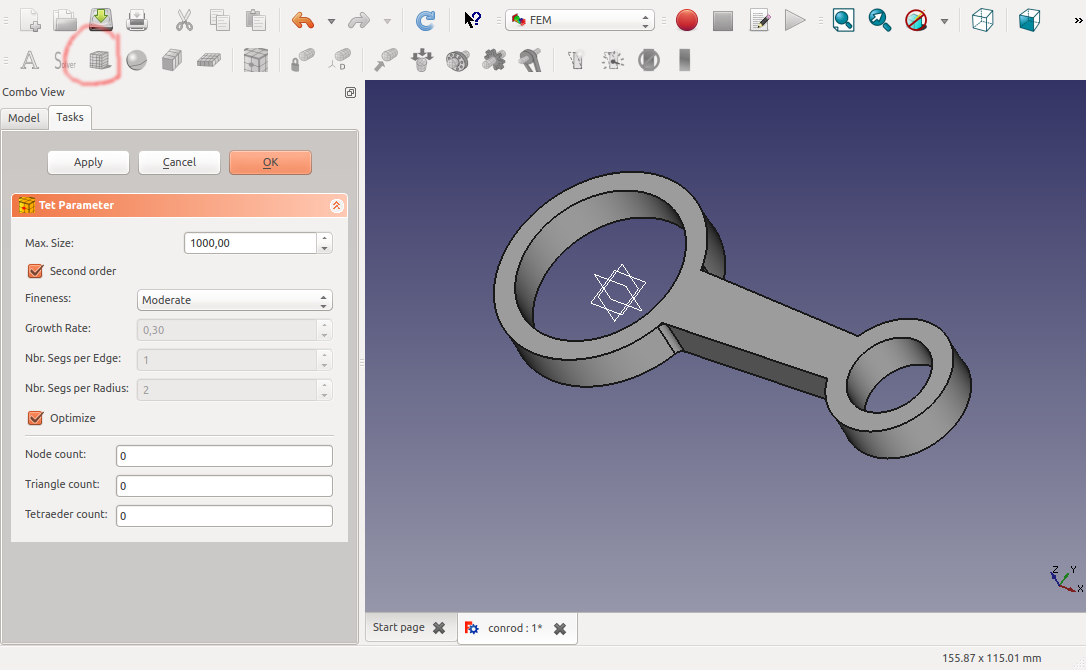 FEM
»
A
Solver
D
Combo View
Model
Tasks
Apply
Cancel
OK
Tet Parameter
Max. Size:
1000,00
Second order
Fineness:
Moderate
Growth Rate:
0,30
Nbr. Segs per Edge:
1
Nbr. Segs per Radius:
2
Optimize
Node count:
0
Triangle count:
0
Tetraeder count:
0
Z
Y
X
Start page
conrod : 1*
155.87 x 115.01 mm